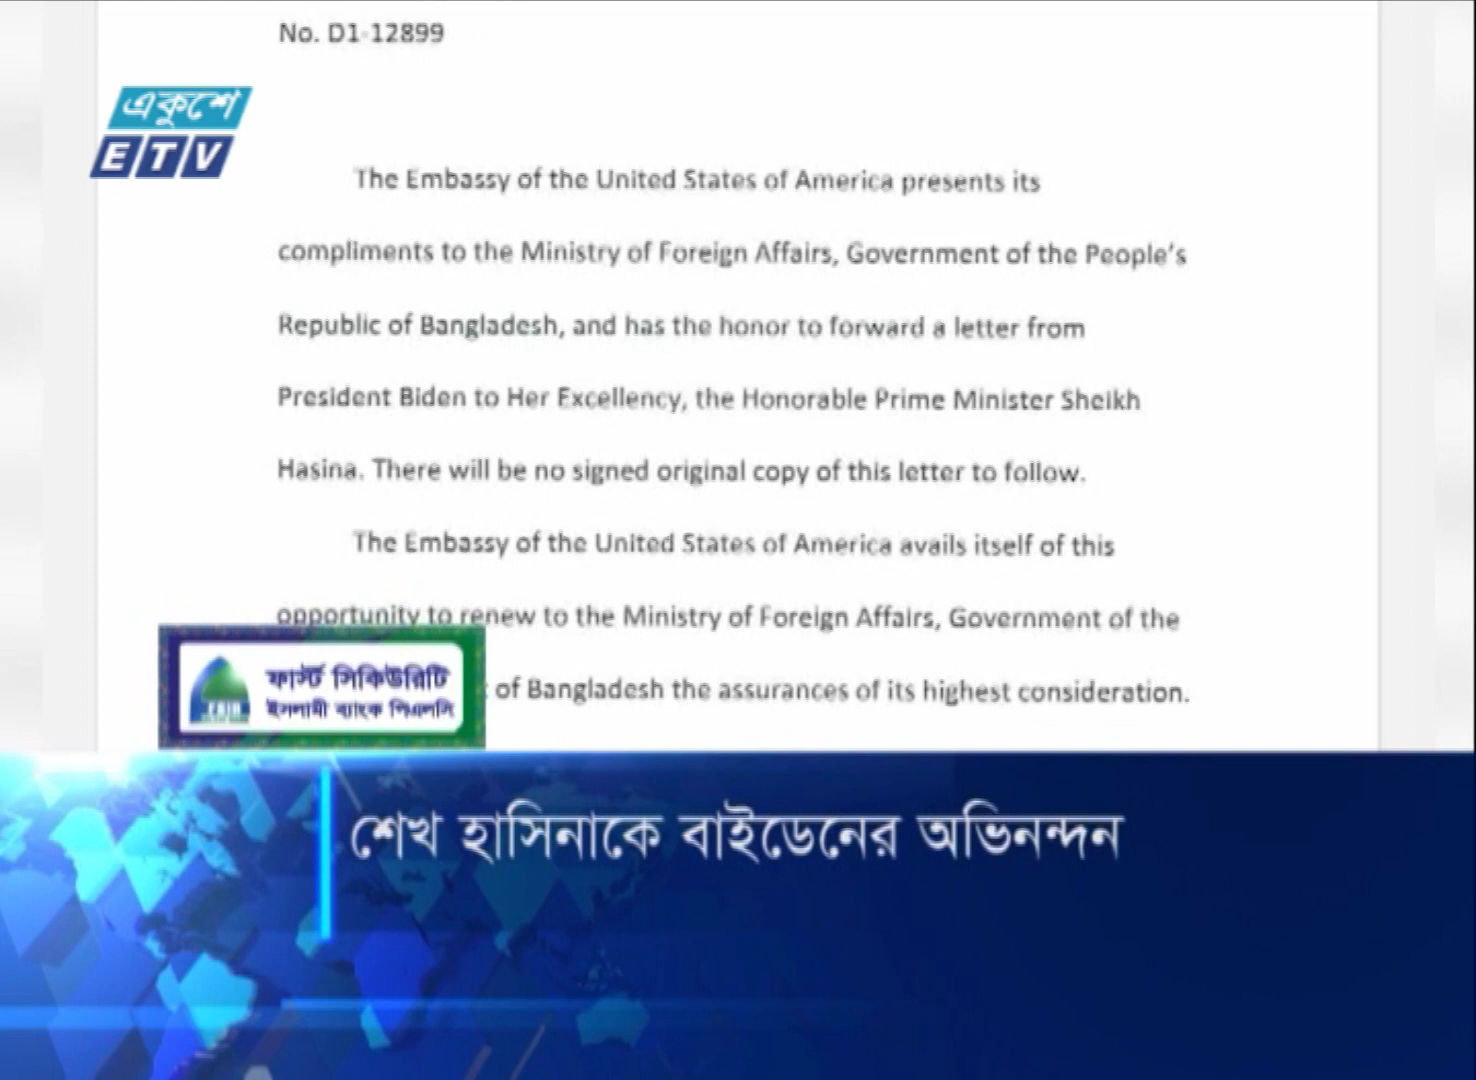 No. D1-12899
একুশে
ETV
The Embassy of the United States of America presents its
compliments to the Ministry of Foreign Affairs, Government of the People's
Republic of Bangladesh, and has the honor to forward a letter from
President Biden to Her Excellency, the Honorable Prime Minister Sheikh
Hasina. There will be no signed original copy of this letter to follow.
The Embassy of the United States of America avails itself of this
opportunity to renew to the Ministry of Foreign Affairs, Government of the
of Bangladesh the assurances of its highest consideration.
ফার্স্ট সিকিউরিটি
ইসলামী ব্যাংক পিএলসি
শেখ হাসিনাকে বাইডেনের অভিনন্দন